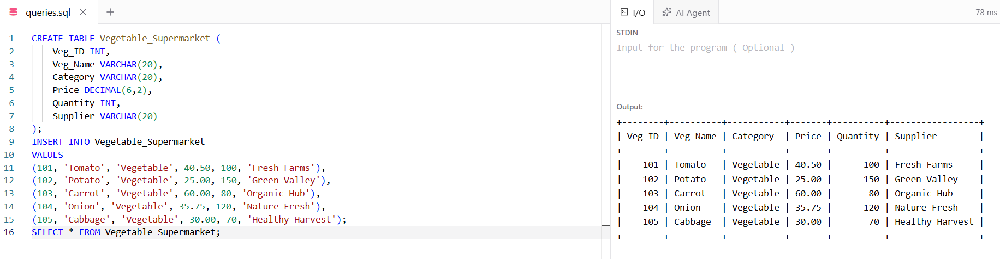 queries.sql
1 CREATE TABLE Vegetable_Supermarket (
2 Veg_ID INT,
3 Veg_Name VARCHAR(20),
4 Category VARCHAR(20),
5 Price DECIMAL(6,2),
6 Quantity INT,
7 Supplier VARCHAR(20)
8 );
9 INSERT INTO Vegetable_Supermarket
10 VALUES
11 (101, 'Tomato', 'Vegetable', 40.50, 100, 'Fresh Farms'),
12 (102, 'Potato', 'Vegetable', 25.00, 150, 'Green Valley'),
13 (103, 'Carrot', 'Vegetable', 60.00, 80, 'Organic Hub'),
14 (104, 'Onion', 'Vegetable', 35.75, 120, 'Nature Fresh'),
15 (105, 'Cabbage', 'Vegetable', 30.00, 70, 'Healthy Harvest');
16 SELECT * FROM Vegetable_Supermarket;
I/O AI Agent 78 ms
STDIN
Input for the program ( Optional )
Output:
+--------+----------+-----------+-------+----------+-----------------+
| Veg_ID | Veg_Name | Category  | Price | Quantity | Supplier        |
+--------+----------+-----------+-------+----------+-----------------+
|    101 | Tomato   | Vegetable | 40.50 |      100 | Fresh Farms     |
|    102 | Potato   | Vegetable | 25.00 |      150 | Green Valley    |
|    103 | Carrot   | Vegetable | 60.00 |       80 | Organic Hub     |
|    104 | Onion    | Vegetable | 35.75 |      120 | Nature Fresh    |
|    105 | Cabbage  | Vegetable | 30.00 |       70 | Healthy Harvest |
+--------+----------+-----------+-------+----------+-----------------+